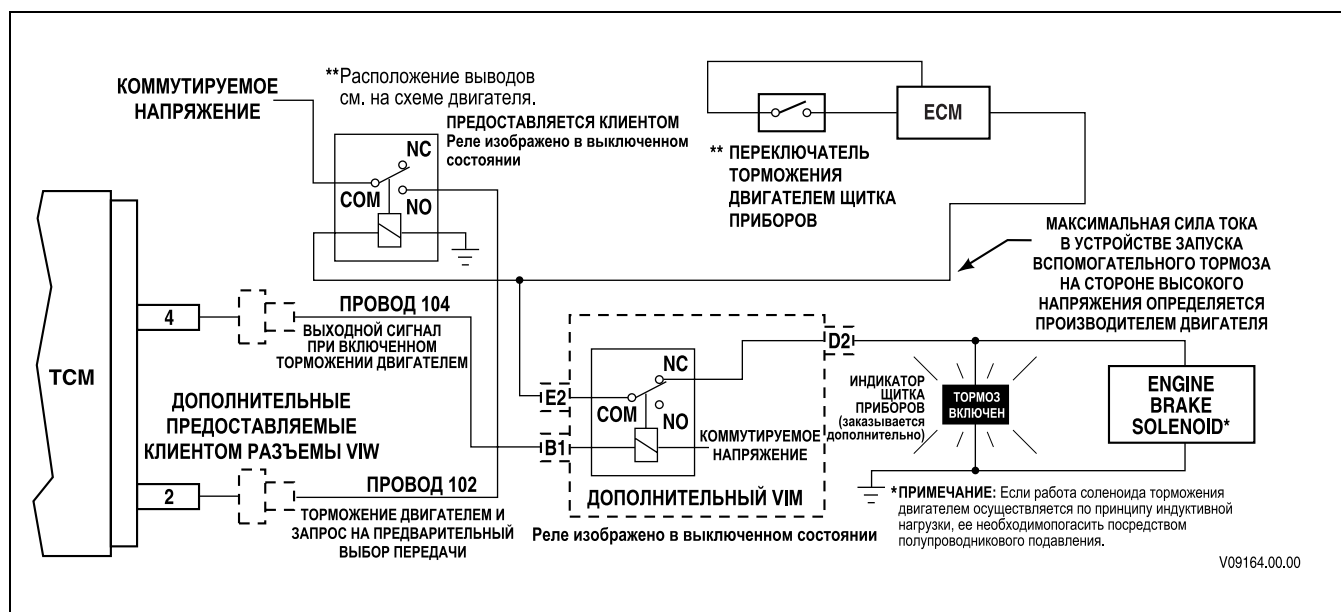 КОММУТИРУЕМОЕ
НАПРЯЖЕНИЕ
**Расположение выводов
см. на схеме двигателя.
ПРЕДОСТАВЛЯЕТСЯ КЛИЕНТОМ
Реле изображено в выключенном
состоянии
NC
COM
NO
ECM
** ПЕРЕКЛЮЧАТЕЛЬ
ТОРМОЖЕНИЯ
ДВИГАТЕЛЕМ ЩИТКА
ПРИБОРОВ
МАКСИМАЛЬНАЯ СИЛА ТОКА
В УСТРОЙСТВЕ ЗАПУСКА
ВСПОМОГАТЕЛЬНОГО ТОРМОЗА
НА СТОРОНЕ ВЫСОКОГО
НАПРЯЖЕНИЯ ОПРЕДЕЛЯЕТСЯ
ПРОИЗВОДИТЕЛЕМ ДВИГАТЕЛЯ
TCM
4
ПРОВОД 104
ВЫХОДНОЙ СИГНАЛ
ПРИ ВКЛЮЧЕННОМ
ТОРМОЖЕНИИ ДВИГАТЕЛЕМ
ДОПОЛНИТЕЛЬНЫЕ
ПРЕДОСТАВЛЯЕМЫЕ
КЛИЕНТОМ РАЗЪЕМЫ VIW
2
ПРОВОД 102
ТОРМОЖЕНИЕ ДВИГАТЕЛЕМ И
ЗАПРОС НА ПРЕДВАРИТЕЛЬНЫЙ
ВЫБОР ПЕРЕДАЧИ
E2
B1
D2
NC
COM
NO
КОММУТИРУЕМОЕ
НАПРЯЖЕНИЕ
ДОПОЛНИТЕЛЬНЫЙ VIM
Реле изображено в выключенном состоянии
ИНДИКАТОР
ЩИТКА
ПРИБОРОВ
(заказывается
дополнительно)
ТОРМОЗ
ВКЛЮЧЕН
ENGINE
BRAKE
SOLENOID*
*ПРИМЕЧАНИЕ: Если работа соленоида торможения
двигателем осуществляется по принципу индуктивной
нагрузки, ее необходимопогасить посредством
полупроводникового подавления.
V09164.00.00